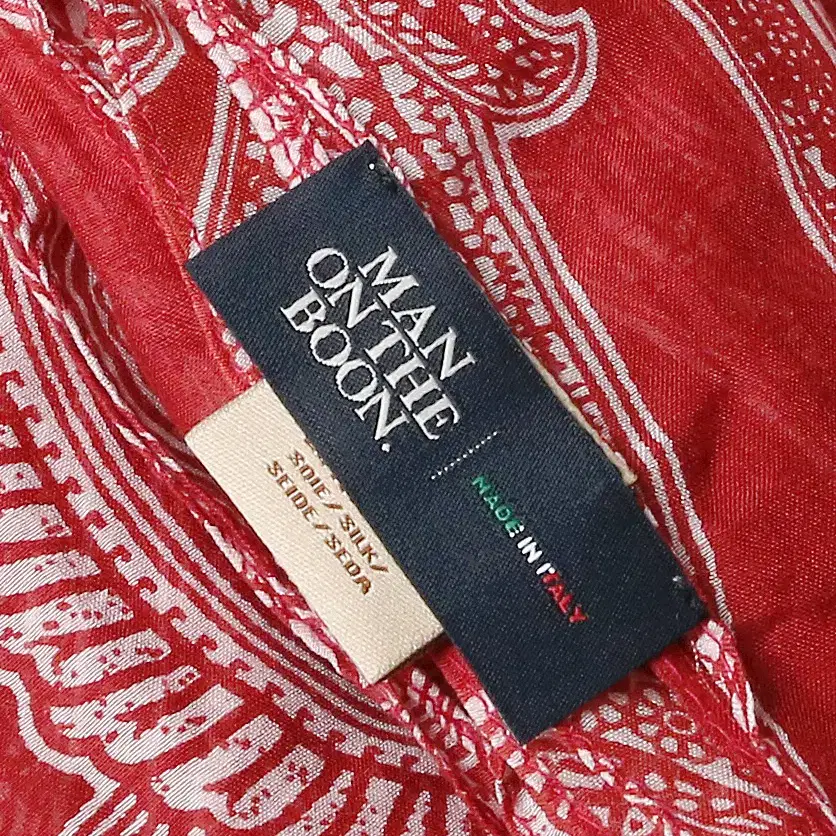 MAN
ON THE
BOON.
MADE IN ITALY
SOIE/ SILK/
SEIDE/ SEDA